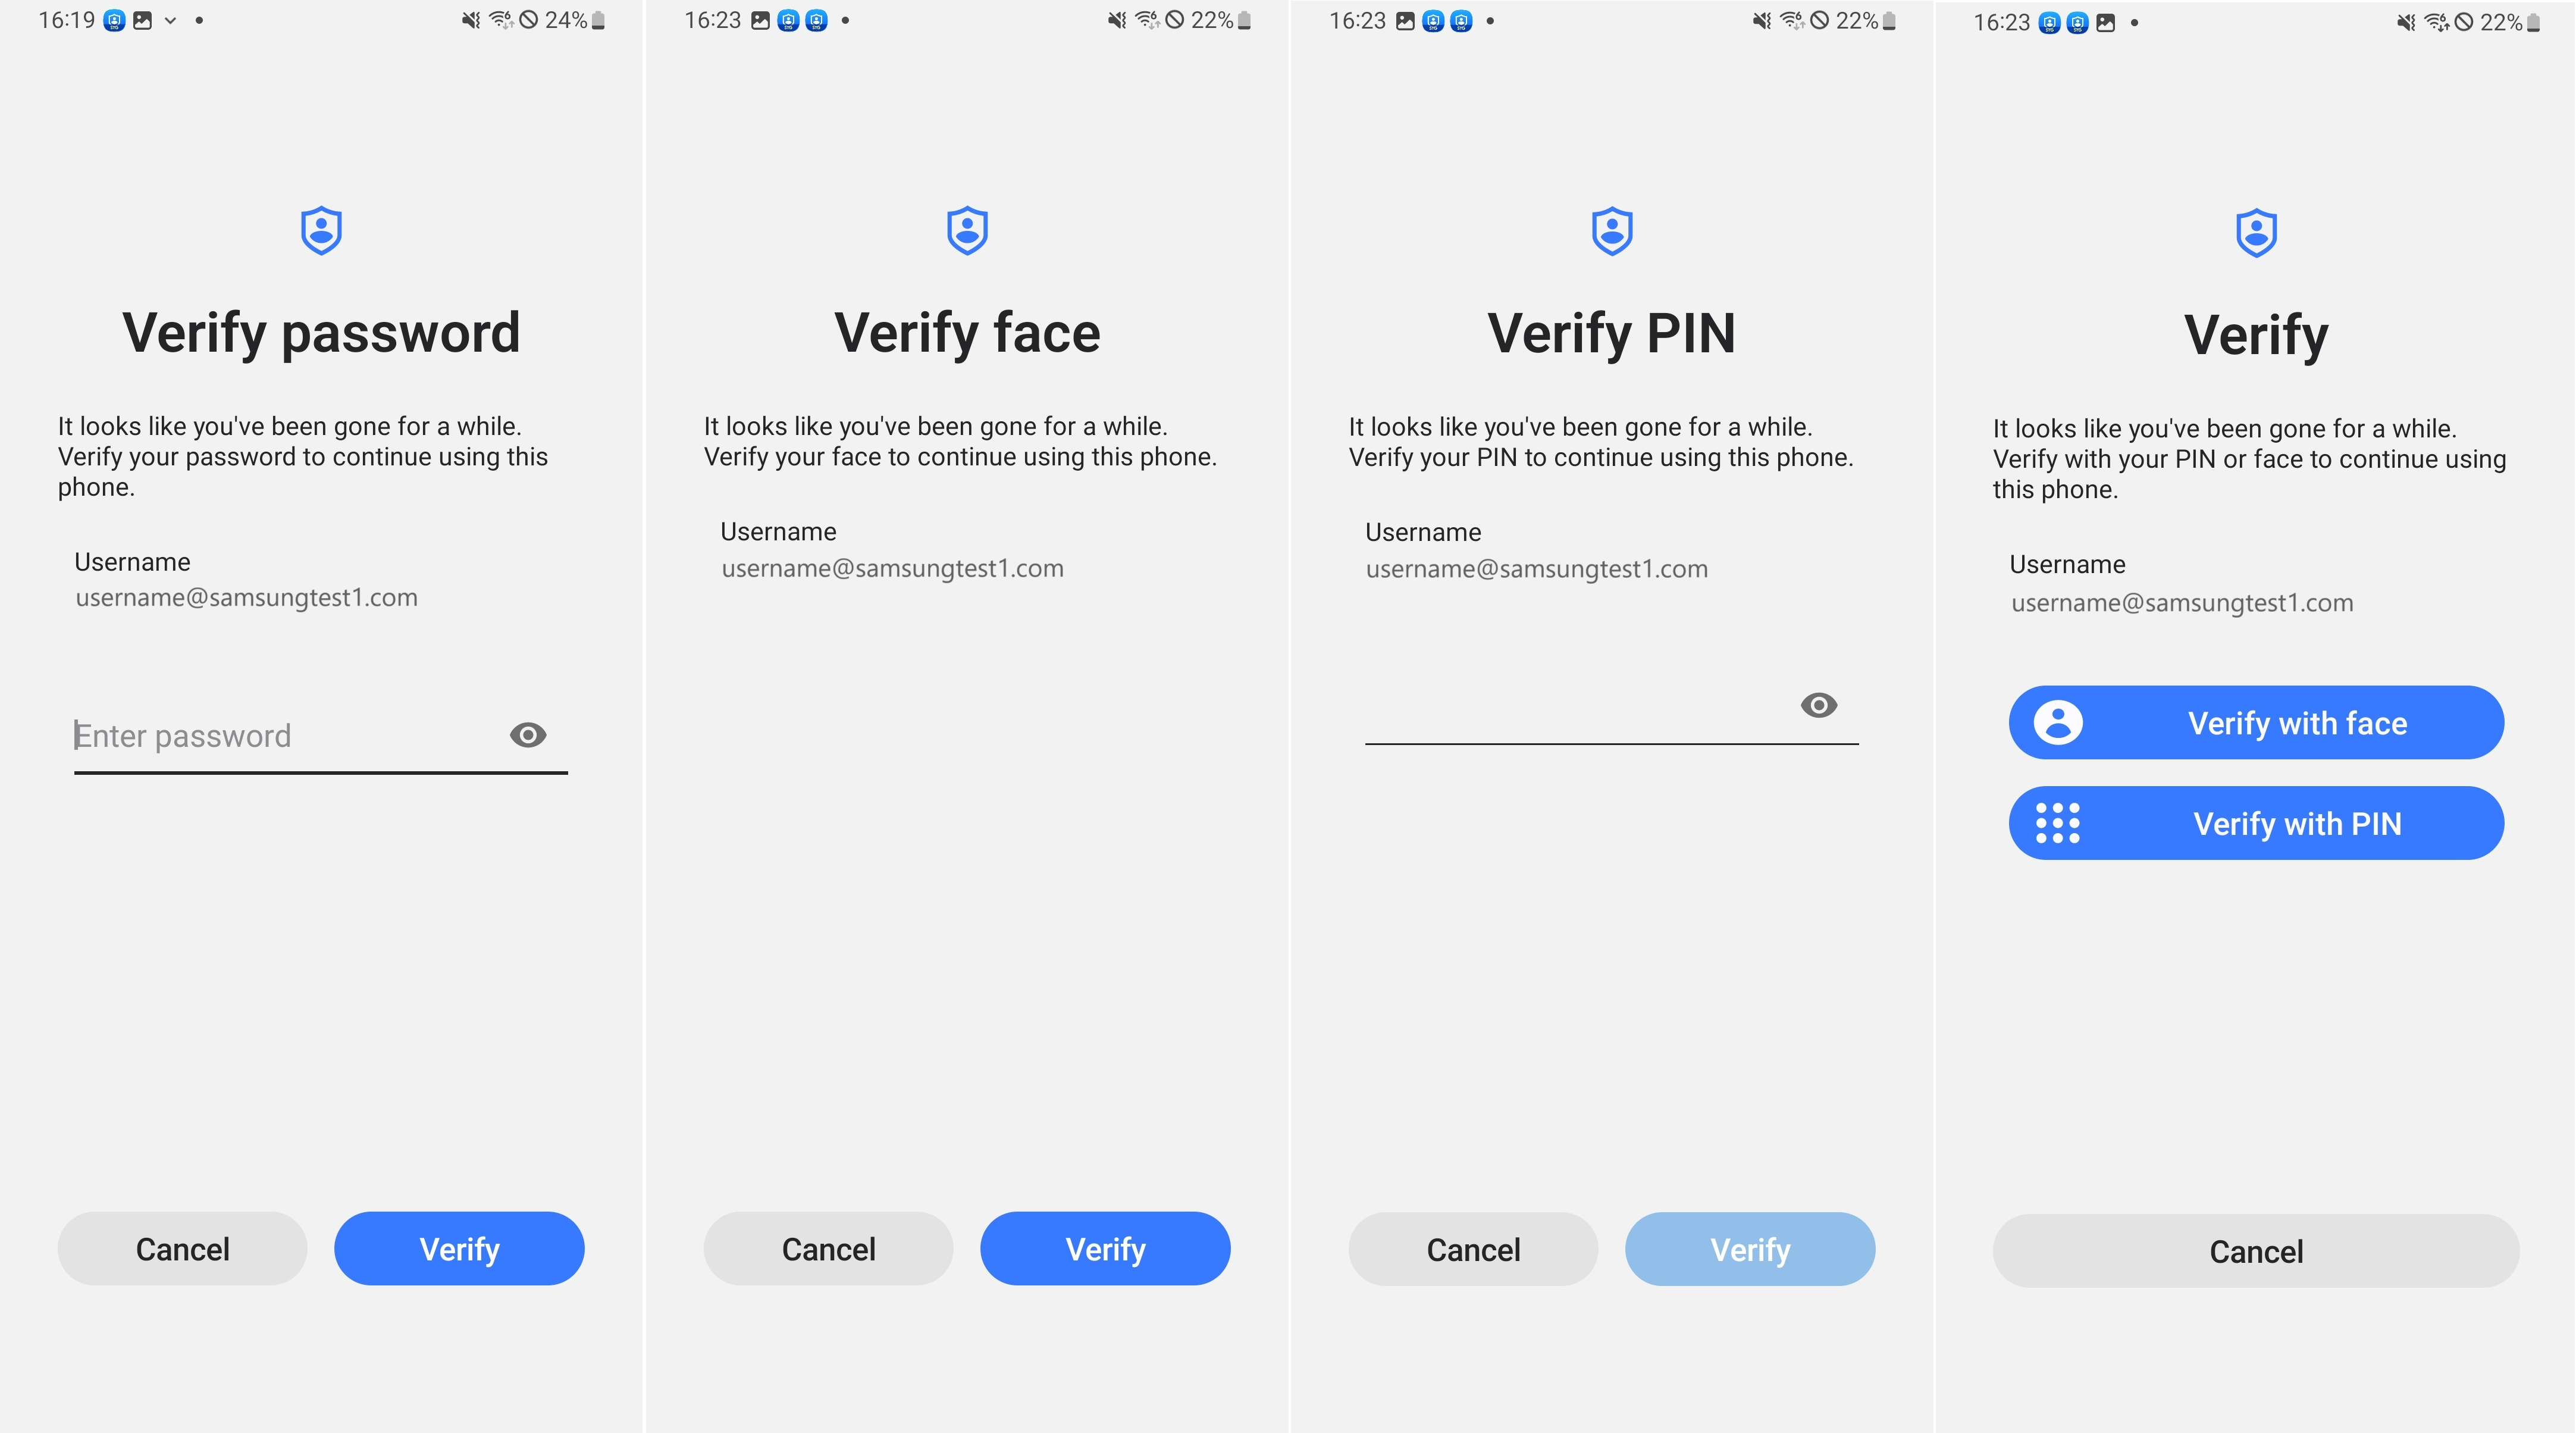 16:19
24%
Verify password
It looks like you've been gone for a while.
Verify your password to continue using this
phone.
Username
username@samsungtest1.com
Enter password
Cancel
Verify
16:23
22%
Verify face
It looks like you've been gone for a while.
Verify your face to continue using this phone.
Username
username@samsungtest1.com
Cancel
Verify
16:23
22%
Verify PIN
It looks like you've been gone for a while.
Verify your PIN to continue using this phone.
Username
username@samsungtest1.com
Cancel
Verify
16:23
22%
Verify
It looks like you've been gone for a while.
Verify with your PIN or face to continue using
this phone.
Username
username@samsungtest1.com
Verify with face
Verify with PIN
Cancel